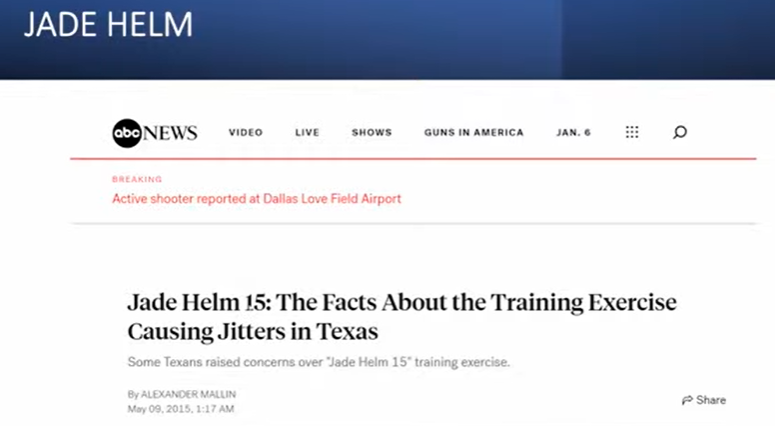 JADE HELM
abc NEWS VIDEO LIVE SHOWS GUNS IN AMERICA JAN. 6
BREAKING
Active shooter reported at Dallas Love Field Airport
Jade Helm 15: The Facts About the Training Exercise
Causing Jitters in Texas
Some Texans raised concerns over "Jade Helm 15" training exercise.
By ALEXANDER MALLIN
May 09, 2015, 1:17 AM
Share